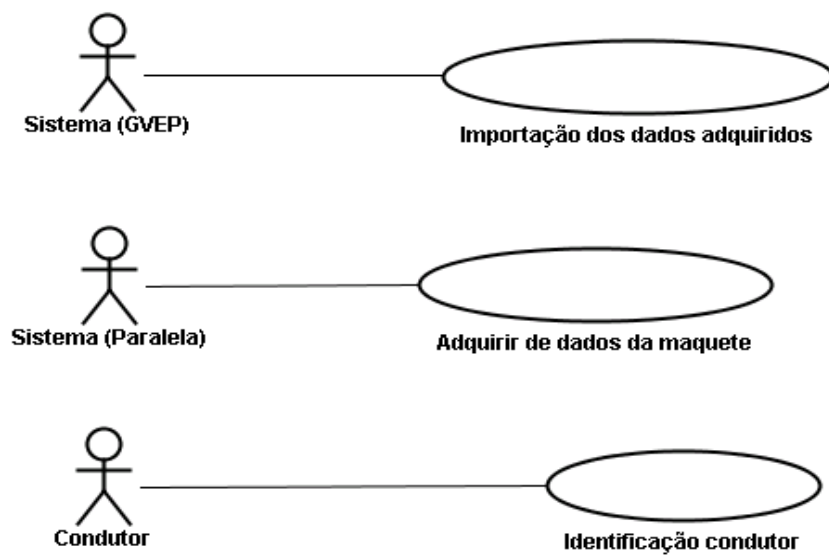 Sistema (GVEP)
Importação dos dados adquiridos
Sistema (Paralela)
Adquirir de dados da maquete
Condutor
Identificação condutor